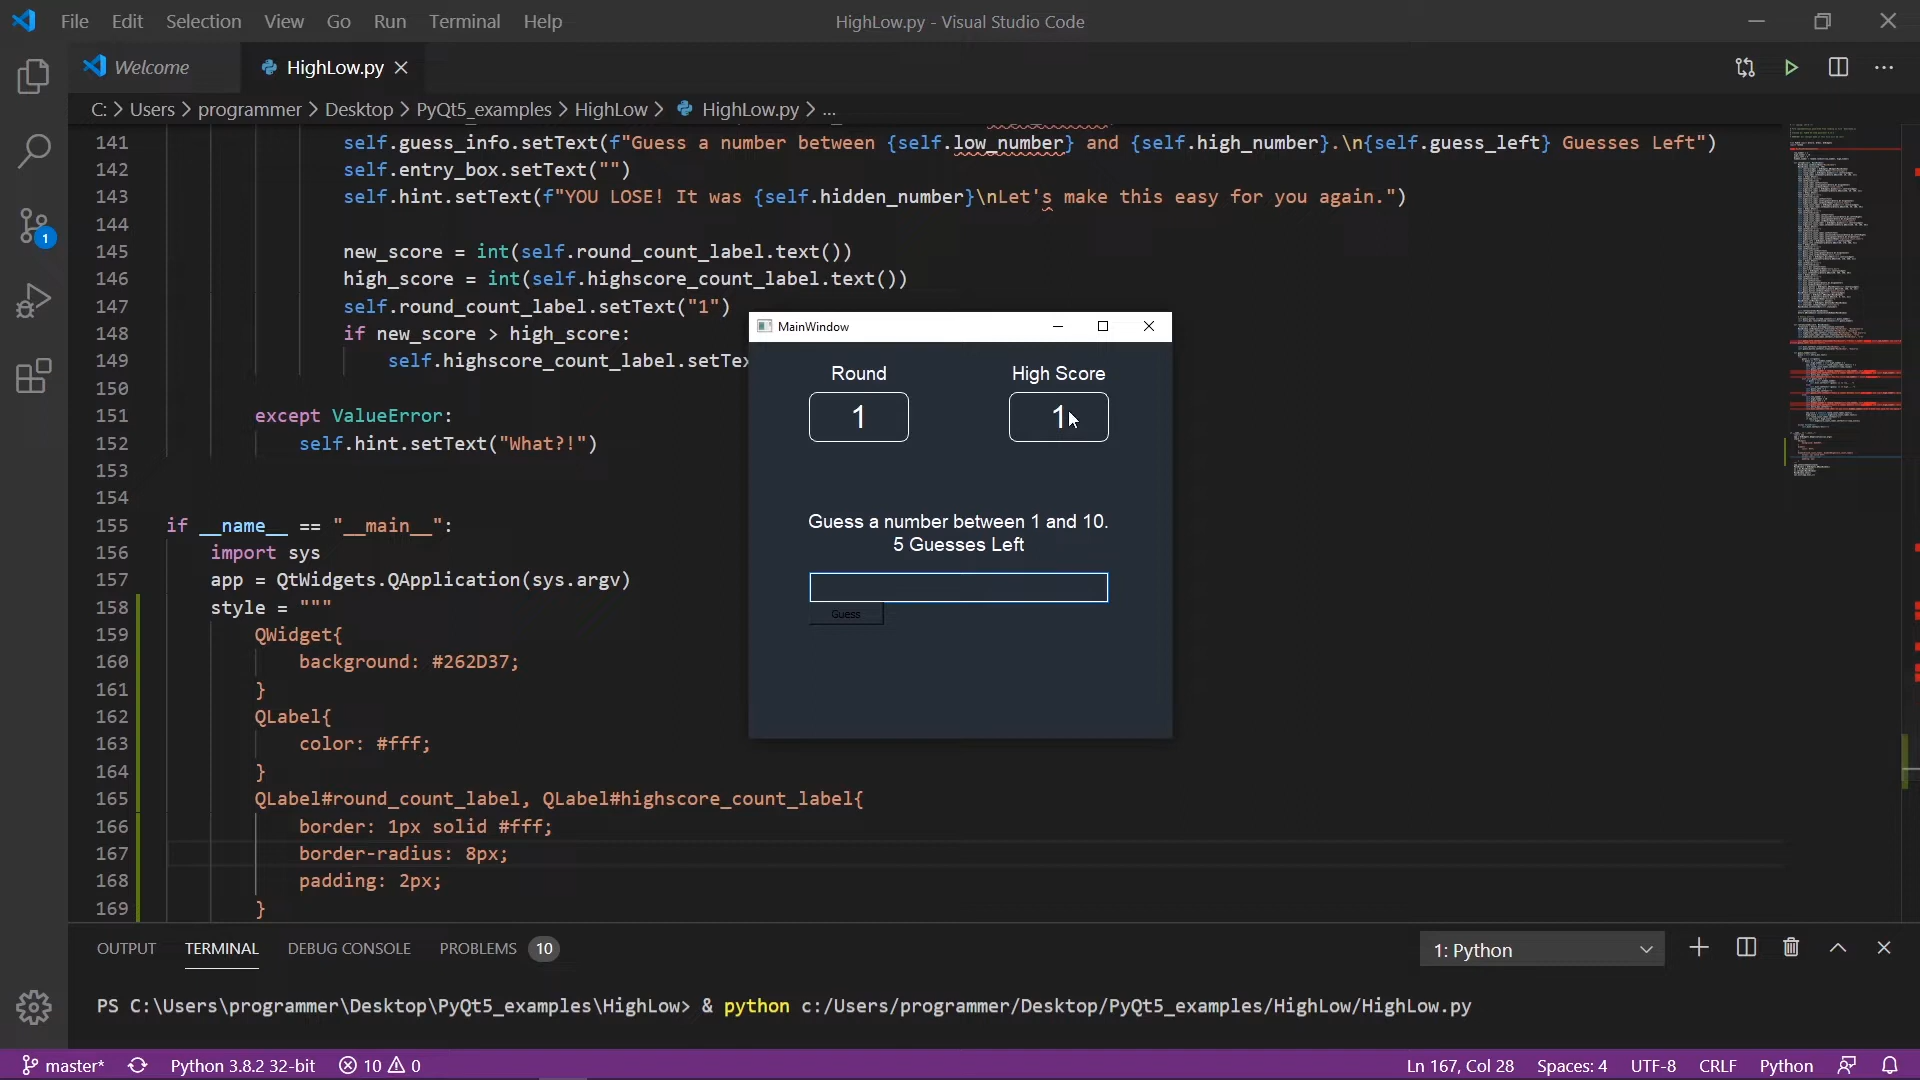 File Edit Selection View Go Run Terminal Help
HighLow.py - Visual Studio Code
Welcome
HighLow.py
C: > Users > programmer > Desktop > PyQt5_examples > HighLow > HighLow.py > ...
141 self.guess_info.setText(f"Guess a number between {self.low_number} and {self.high_number}.\n{self.guess_left} Guesses Left")
142 self.entry_box.setText("")
143 self.hint.setText(f"YOU LOSE! It was {self.hidden_number}\nLet's make this easy for you again.")
144
145 new_score = int(self.round_count_label.text())
146 high_score = int(self.highscore_count_label.text())
147 self.round_count_label.setText("1")
148 if new_score > high_score:
149 self.highscore_count_label.setTex
150
151 except ValueError:
152 self.hint.setText("What?!")
153
154
155 if __name__ == "__main__":
156 import sys
157 app = QtWidgets.QApplication(sys.argv)
158 style = """
159 QWidget{
160 background: #262D37;
161 }
162 QLabel{
163 color: #fff;
164 }
165 QLabel#round_count_label, QLabel#highscore_count_label{
166 border: 1px solid #fff;
167 border-radius: 8px;
168 padding: 2px;
169 }
MainWindow
Round High Score
1 1
Guess a number between 1 and 10.
5 Guesses Left
Guess
OUTPUT TERMINAL DEBUG CONSOLE PROBLEMS 10
1: Python
PS C:\Users\programmer\Desktop\PyQt5_examples\HighLow> & python c:/Users/programmer/Desktop/PyQt5_examples/HighLow/HighLow.py
1
master* Python 3.8.2 32-bit 10 0
Ln 167, Col 28 Spaces: 4 UTF-8 CRLF Python